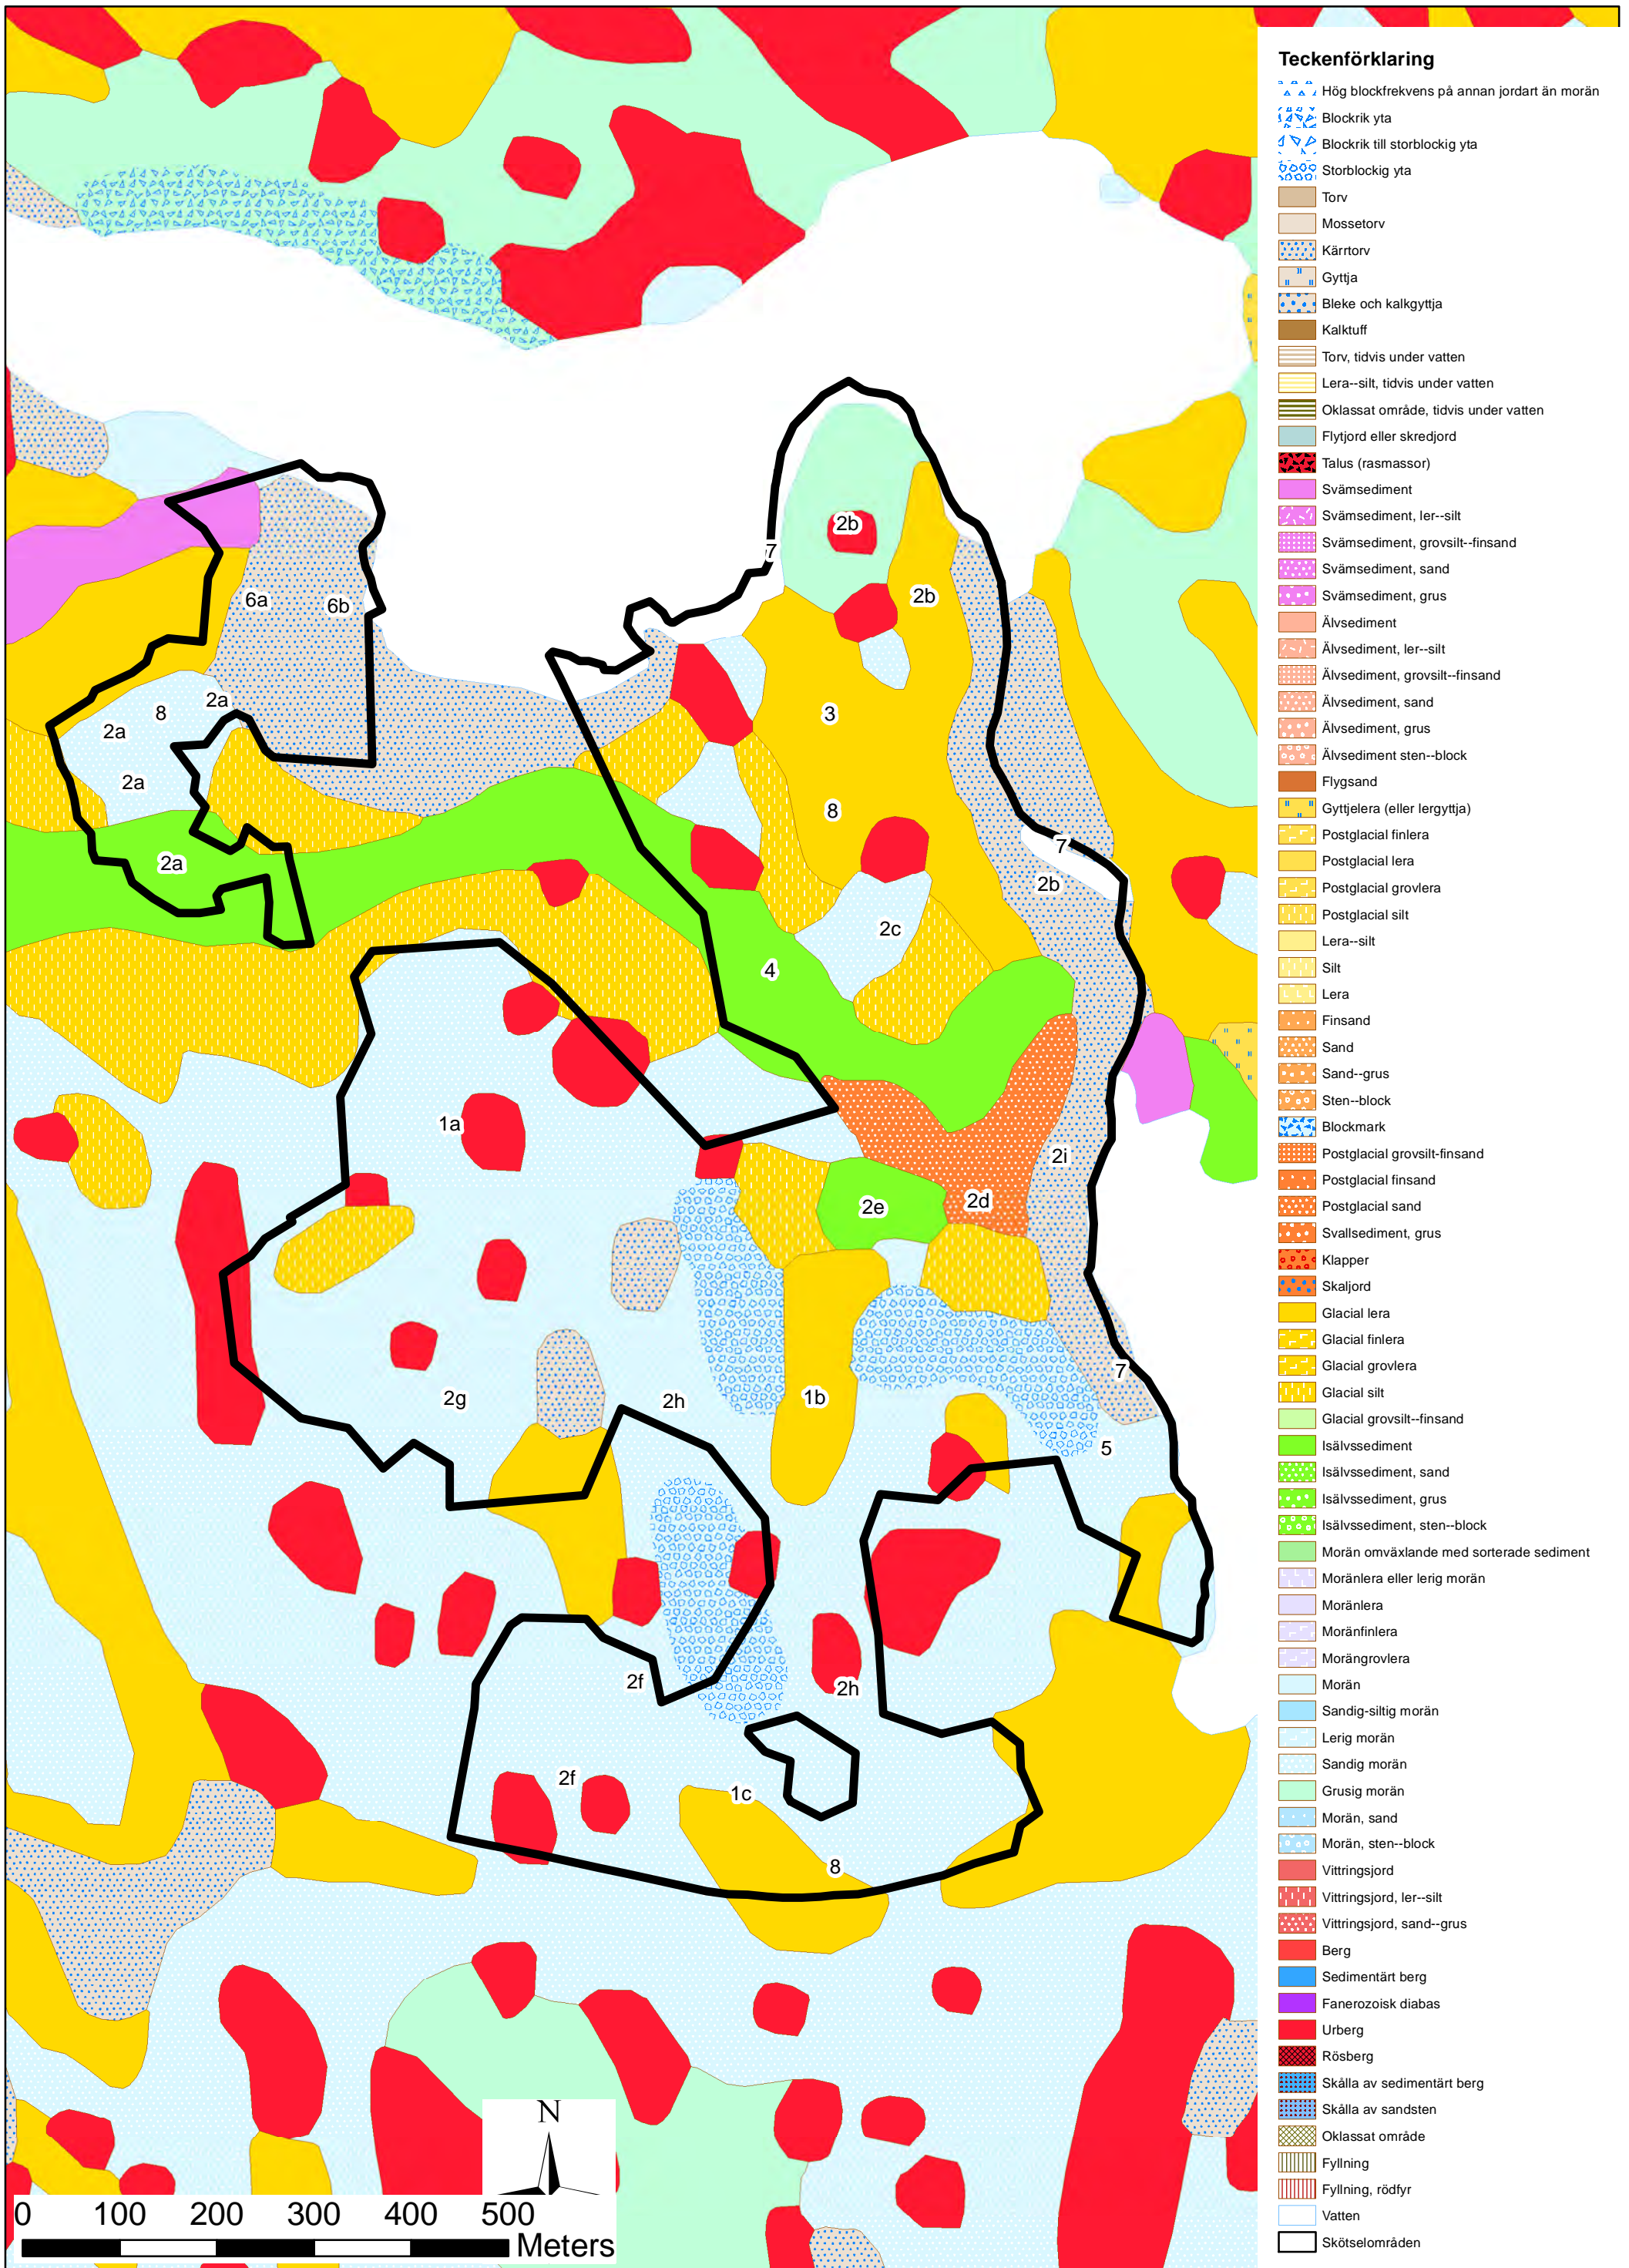 Teckenförklaring
Hög blockfrekvens på annan jordart än morän
Blockrik yta
Blockrik till storblockig yta
Storblockig yta
Torv
Mossetorv
Kärrtorv
Gyttja
Bleke och kalkgyttja
Kalktuff
Torv, tidvis under vatten
Lera--silt, tidvis under vatten
Oklassat område, tidvis under vatten
Flytjord eller skredjord
Talus (rasmassor)
Svämsediment
Svämsediment, ler--silt
Svämsediment, grovsilt--finsand
Svämsediment, sand
Svämsediment, grus
Älvsediment
Älvsediment, ler--silt
Älvsediment, grovsilt--finsand
Älvsediment, sand
Älvsediment, grus
Älvsediment sten--block
Flygsand
Gyttjelera (eller lergyttja)
Postglacial finlera
Postglacial lera
Postglacial grovlera
Postglacial silt
Lera--silt
Silt
Lera
Finsand
Sand
Sand--grus
Sten--block
Blockmark
Postglacial grovsilt-finsand
Postglacial finsand
Postglacial sand
Svallsediment, grus
Klapper
Skaljord
Glacial lera
Glacial finlera
Glacial grovlera
Glacial silt
Glacial grovsilt--finsand
Isälvssediment
Isälvssediment, sand
Isälvssediment, grus
Isälvssediment, sten--block
Morän omväxlande med sorterade sediment
Moränlera eller lerig morän
Moränlera
Moränfinlera
Morängrovlera
Morän
Sandig-siltig morän
Lerig morän
Sandig morän
Grusig morän
Morän, sand
Morän, sten--block
Vittringsjord
Vittringsjord, ler--silt
Vittringsjord, sand--grus
Berg
Sedimentärt berg
Fanerozoisk diabas
Urberg
Rösberg
Skålla av sedimentärt berg
Skålla av sandsten
Oklassat område
Fyllning
Fyllning, rödfyr
Vatten
Skötselområden
2b
7
2b
6a
6b
2a
8
3
2a
2a
8
7
2a
2b
2c
4
1a
2i
2d
2e
7
2g
2h
1b
5
2f
2h
2f
1c
8
N
0 100 200 300 400 500
Meters